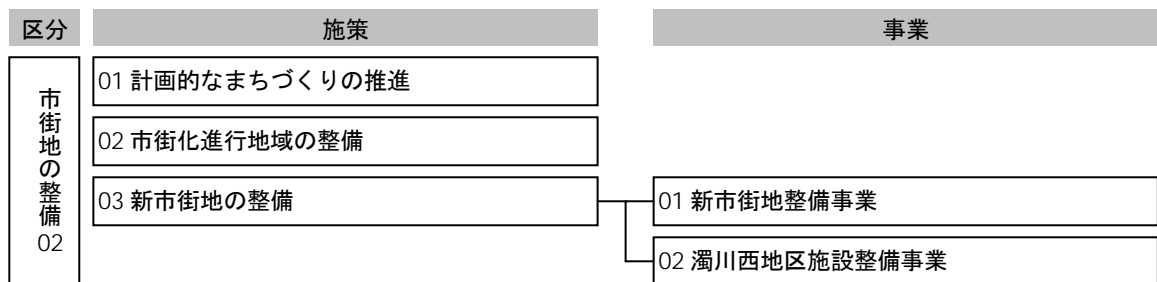 区分
施策
事業
市街地の整備
02
01 計画的なまちづくりの推進
02 市街化進行地域の整備
03 新市街地の整備
01 新市街地整備事業
02 濁川西地区施設整備事業